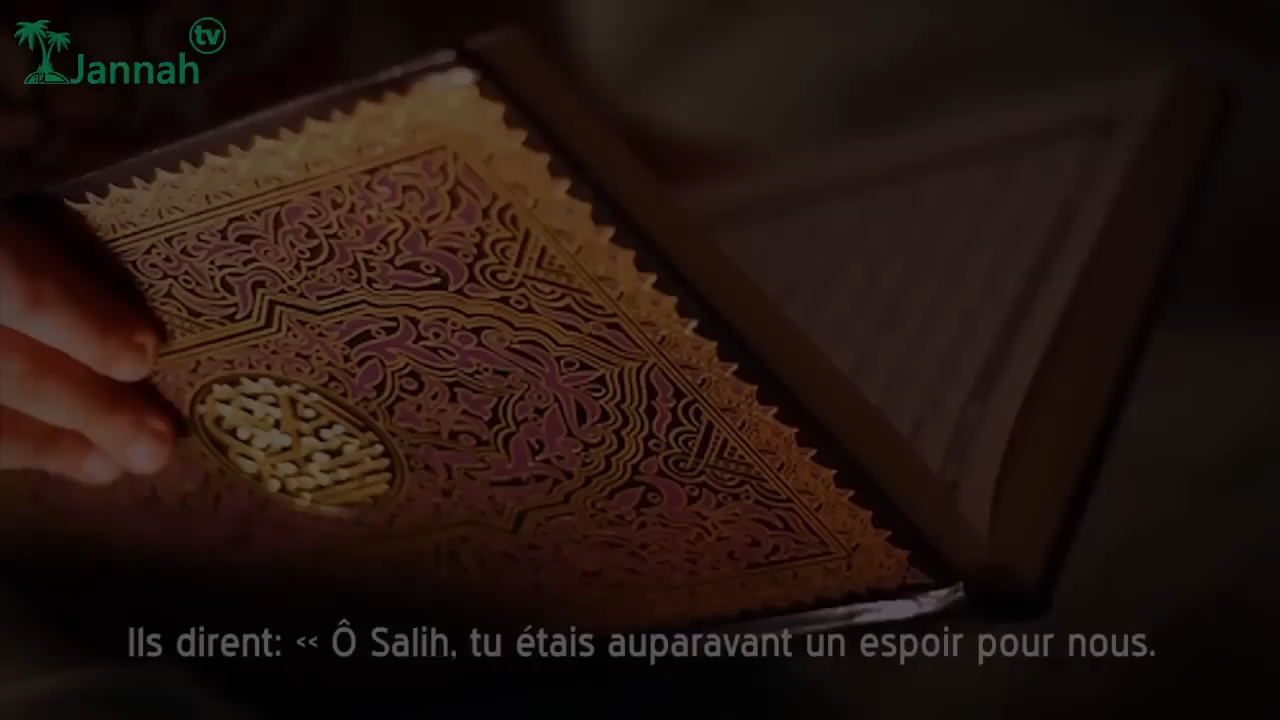 Jannah tv
Ils dirent: << Ô Salih, tu étais auparavant un espoir pour nous.